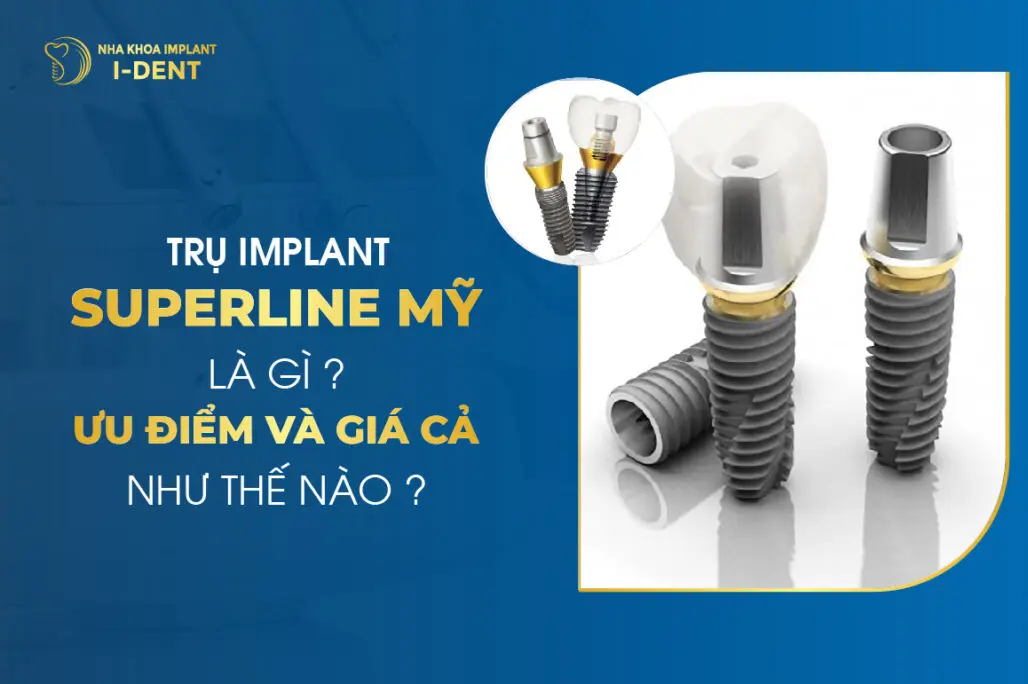 NHA KHOA IMPLANT
I-DENT
TRỤ IMPLANT
SUPERLINE MỸ
LÀ GÌ ?
ƯU ĐIỂM VÀ GIÁ CẢ
NHƯ THẾ NÀO ?